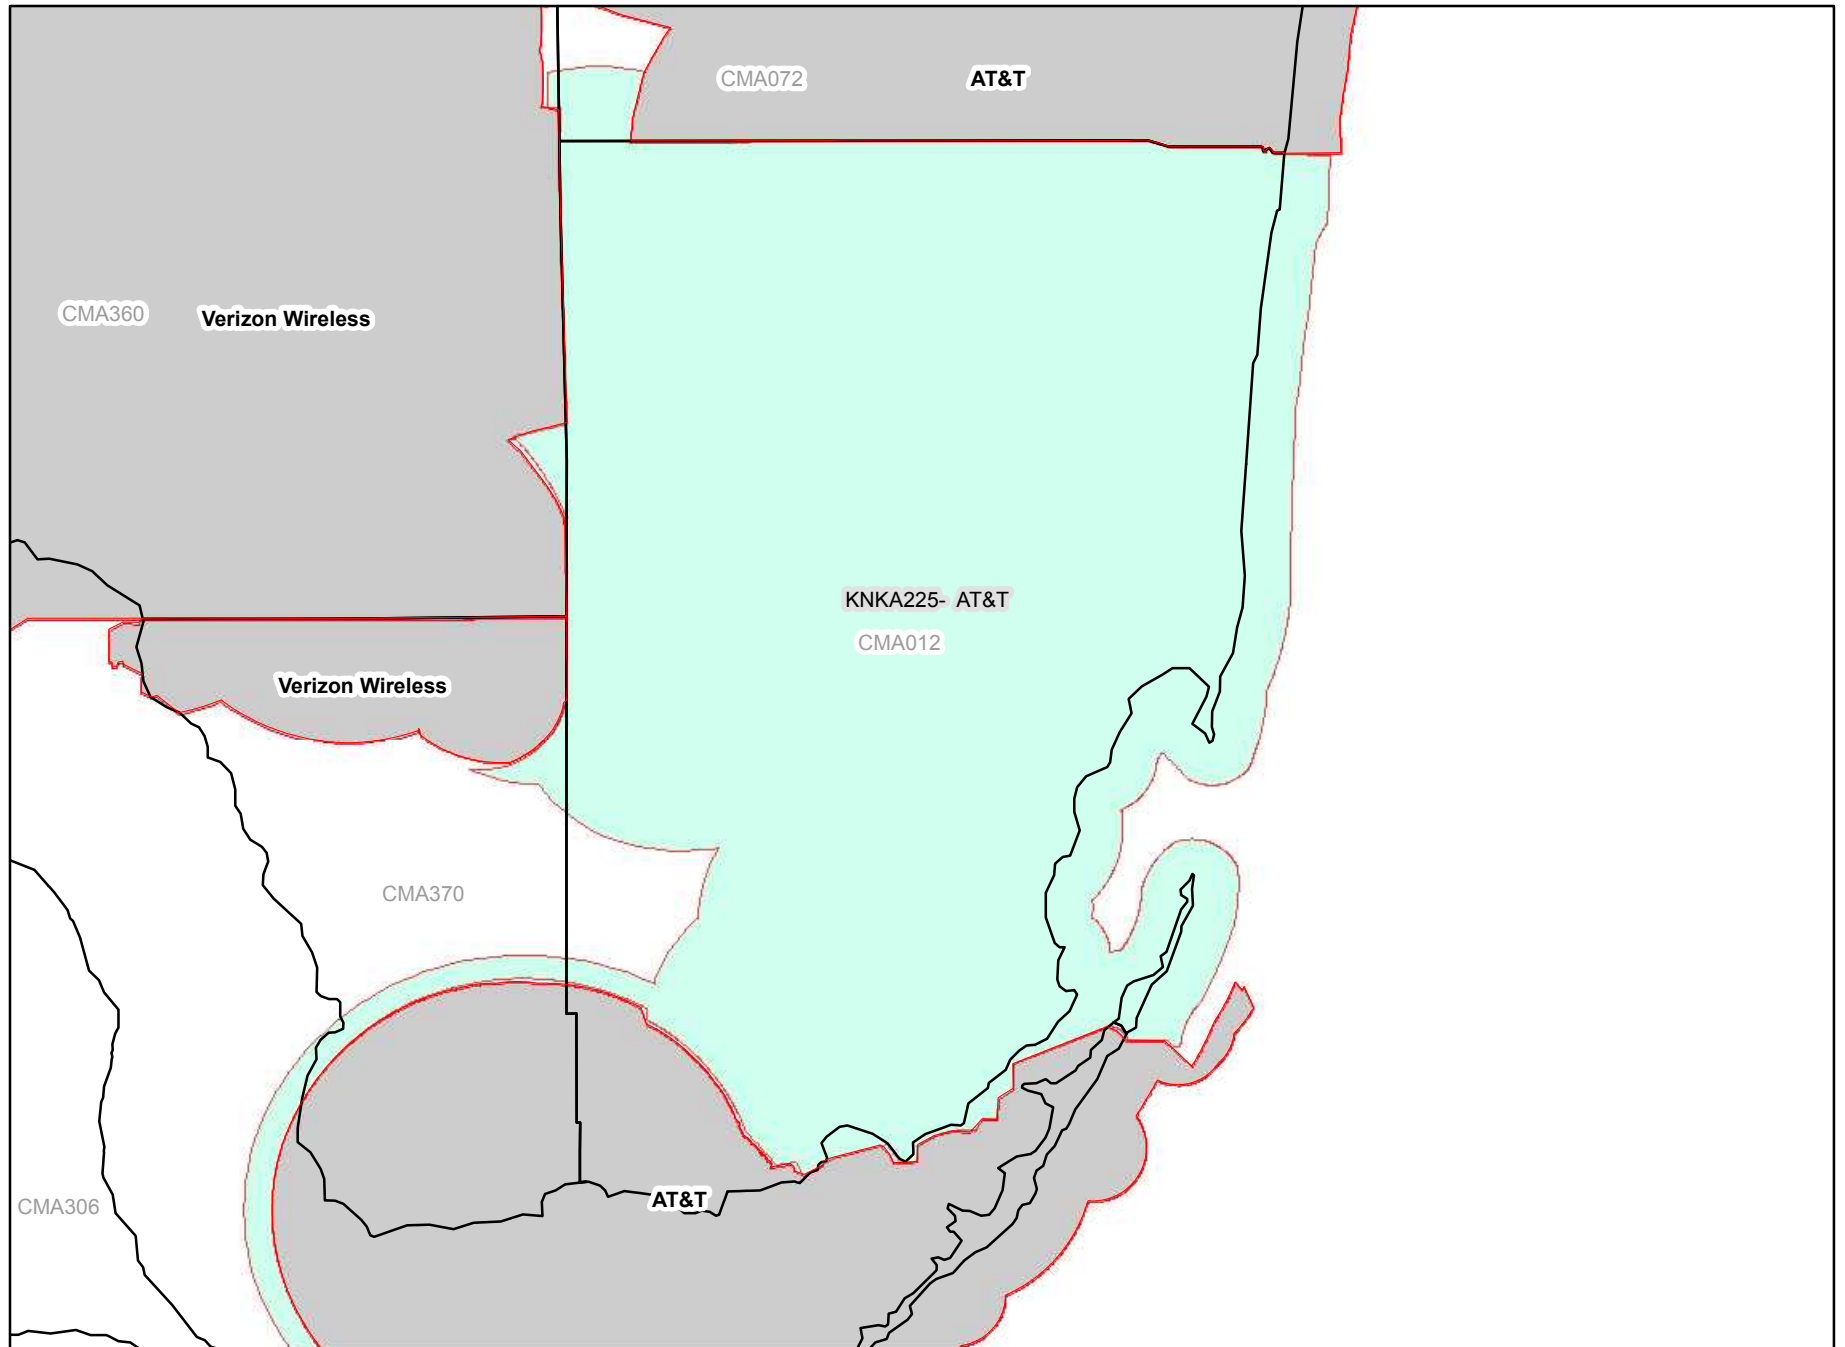 CMA072 AT&T
CMA360 Verizon Wireless
KNKA225- AT&T
CMA012
Verizon Wireless
CMA370
AT&T
CMA306